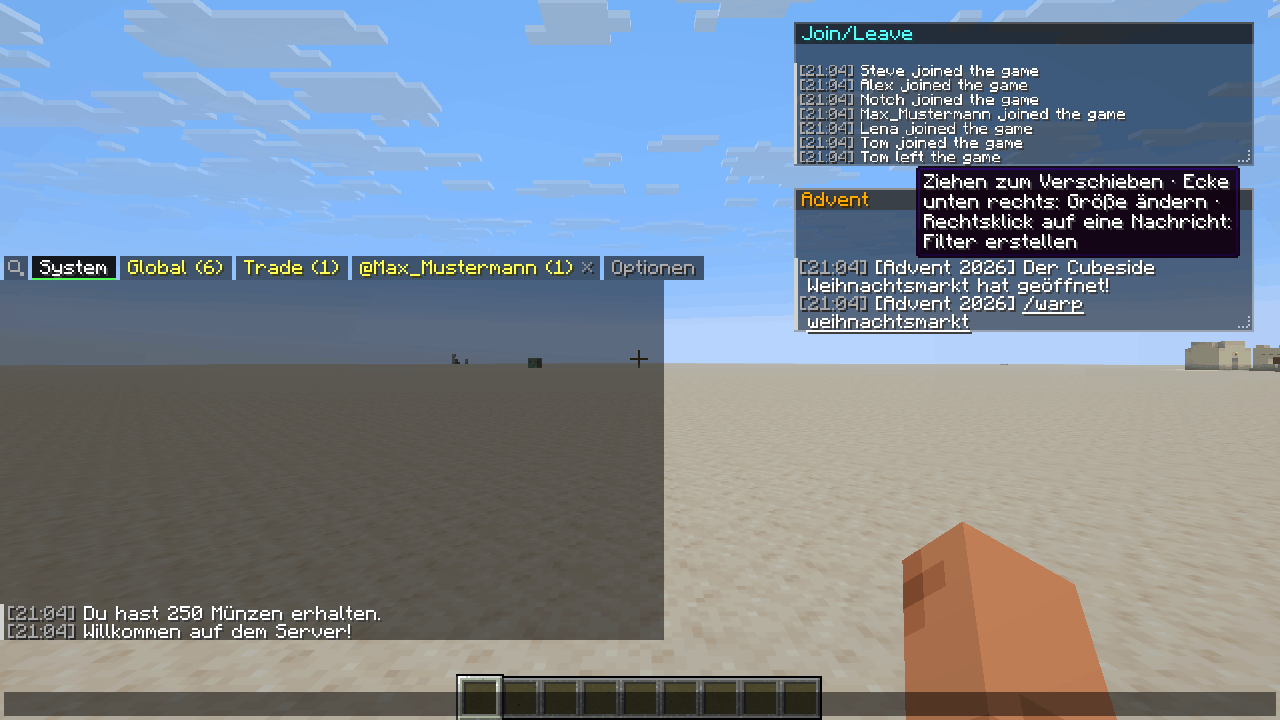 Join/Leave
[21:04] Steve joined the game
[21:04] Alex joined the game
[21:04] Notch joined the game
[21:04] Max_Mustermann joined the game
[21:04] Lena joined the game
[21:04] Tom joined the game
[21:04] Tom left the game
Ziehen zum Verschieben · Ecke
unten rechts: Größe ändern ·
Rechtsklick auf eine Nachricht:
Filter erstellen
Advent
[21:04] [Advent 2026] Der Cubeside
Weihnachtsmarkt hat geöffnet!
[21:04] [Advent 2026] /warp
weihnachtsmarkt
System Global (6) Trade (1) @Max_Mustermann (1) × Optionen
[21:04] Du hast 250 Münzen erhalten.
[21:04] Willkommen auf dem Server!